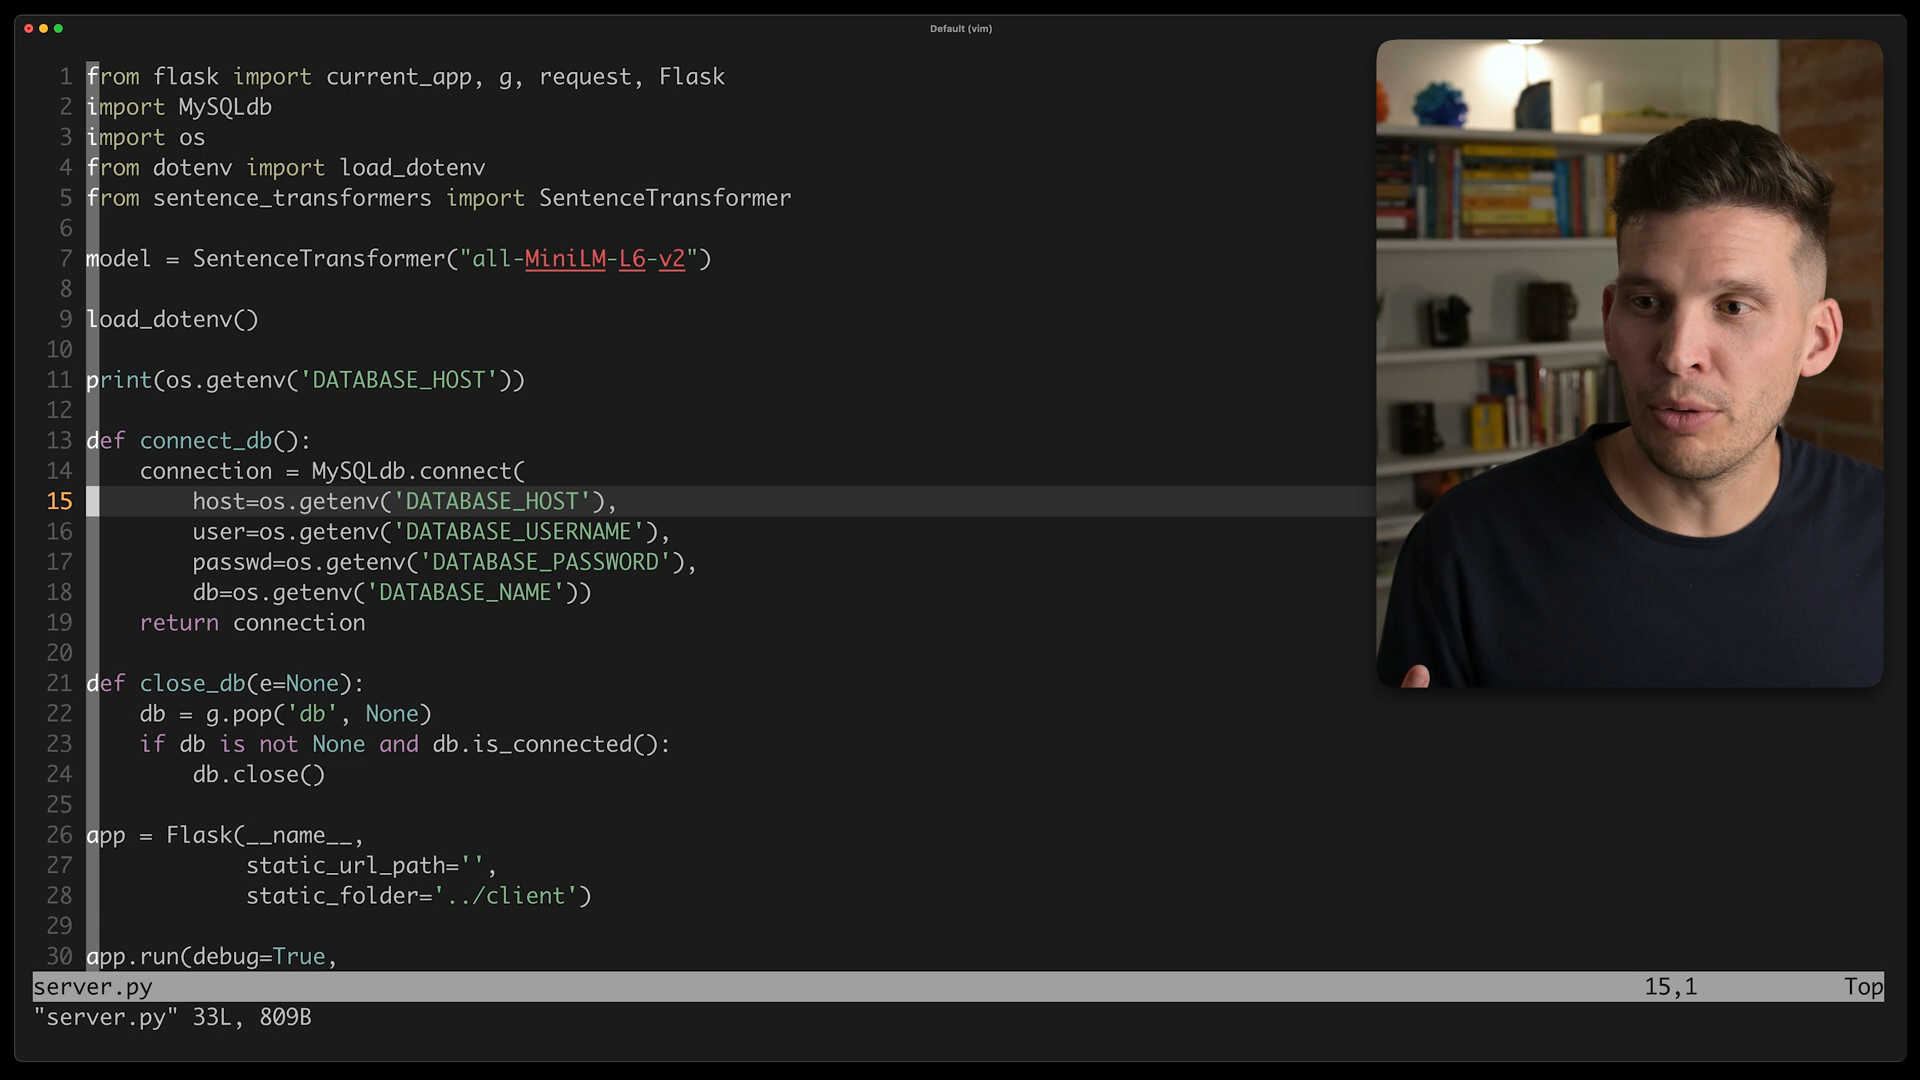 Default (vim)
1 from flask import current_app, g, request, Flask
2 import MySQLdb
3 import os
4 from dotenv import load_dotenv
5 from sentence_transformers import SentenceTransformer
6
7 model = SentenceTransformer("all-MiniLM-L6-v2")
8
9 load_dotenv()
10
11 print(os.getenv('DATABASE_HOST'))
12
13 def connect_db():
14     connection = MySQLdb.connect(
15         host=os.getenv('DATABASE_HOST'),
16         user=os.getenv('DATABASE_USERNAME'),
17         passwd=os.getenv('DATABASE_PASSWORD'),
18         db=os.getenv('DATABASE_NAME'))
19     return connection
20
21 def close_db(e=None):
22     db = g.pop('db', None)
23     if db is not None and db.is_connected():
24         db.close()
25
26 app = Flask(__name__,
27             static_url_path='',
28             static_folder='../client')
29
30 app.run(debug=True,
server.py 15,1 Top
"server.py" 33L, 809B